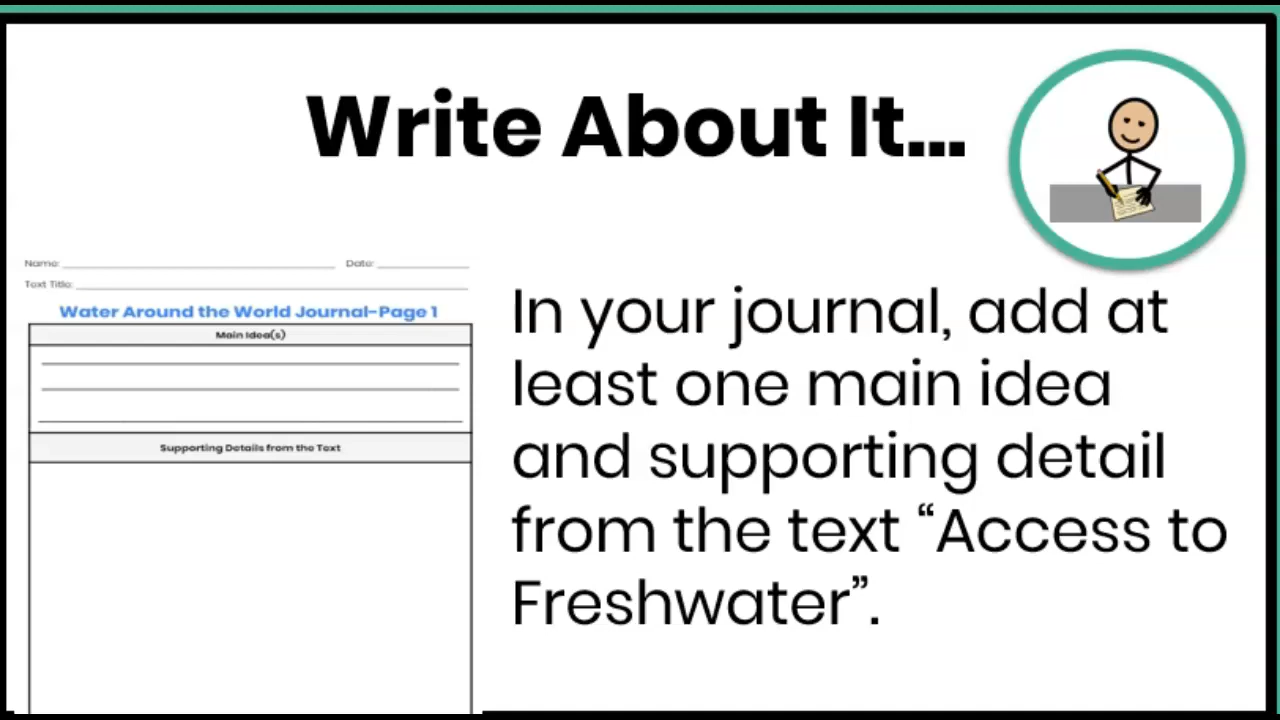 Write About It...
Name: Date:
Text Title:
Water Around the World Journal-Page 1
Main Idea(s)
Supporting Details from the Text
In your journal, add at
least one main idea
and supporting detail
from the text “Access to
Freshwater”.